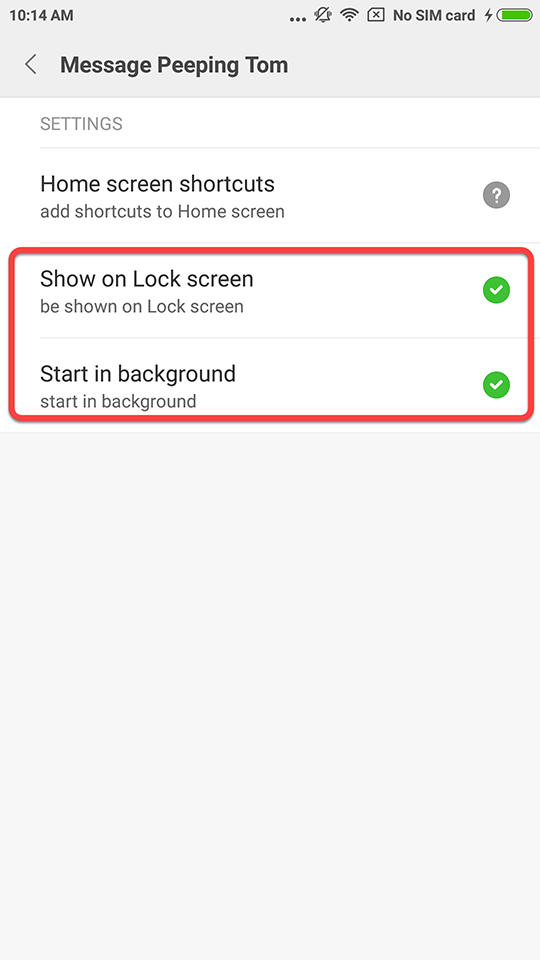 10:14 AM ... No SIM card
Message Peeping Tom
SETTINGS
Home screen shortcuts
add shortcuts to Home screen
?
Show on Lock screen
be shown on Lock screen
Start in background
start in background